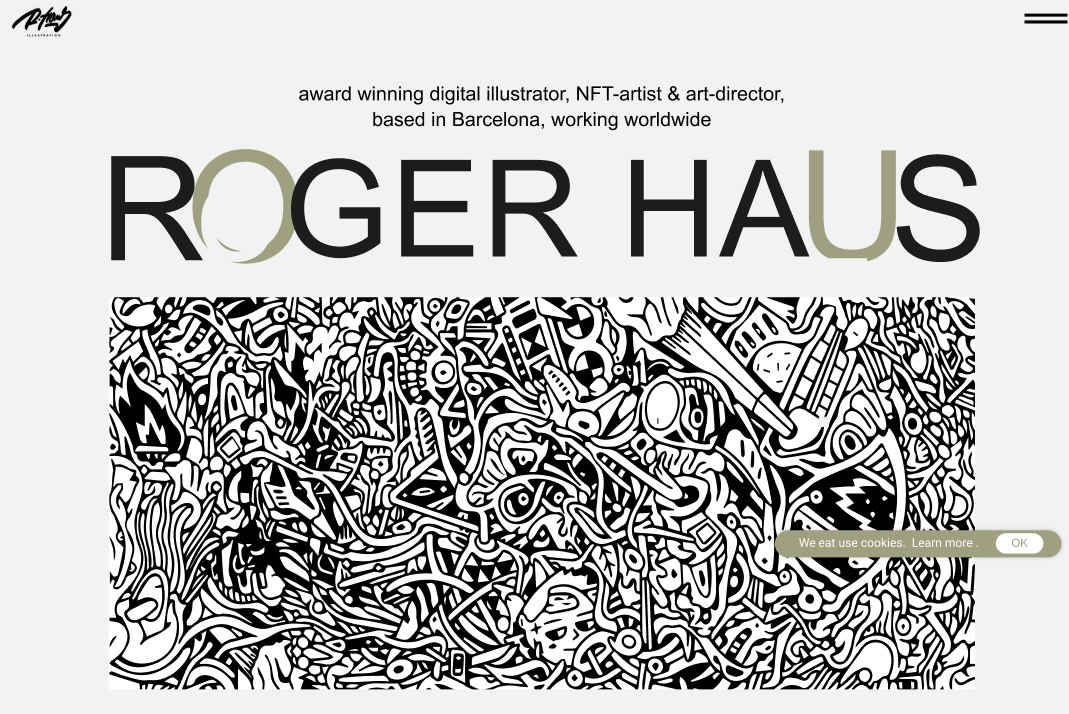 ILLUSTRATION
award winning digital illustrator, NFT-artist & art-director,
based in Barcelona, working worldwide
ROGER HAUS
We eat use cookies. Learn more .
OK